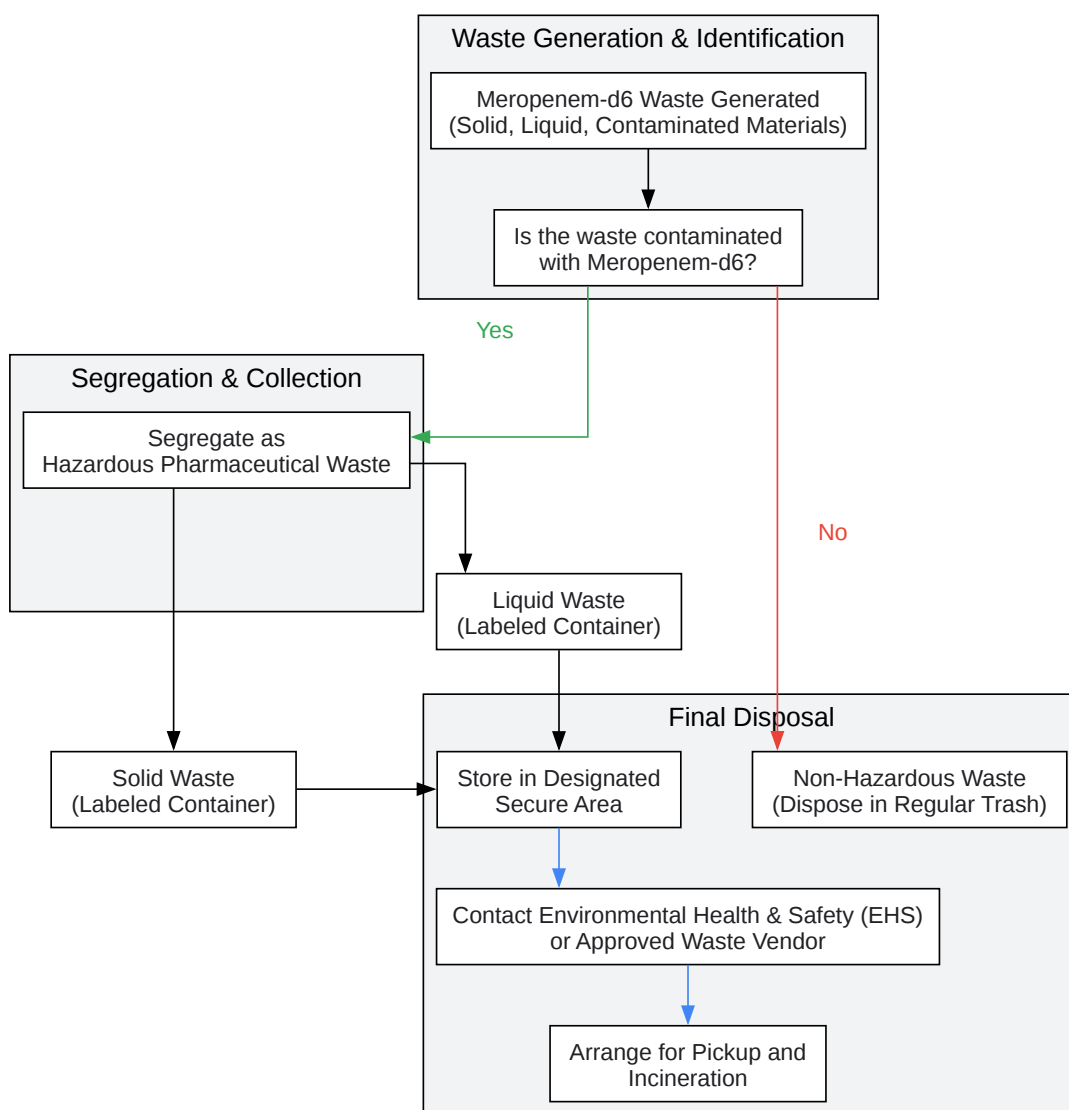 Waste Generation & Identification
Meropenem-d6 Waste Generated
(Solid, Liquid, Contaminated Materials)
Is the waste contaminated
with Meropenem-d6?
Yes
Segregation & Collection
Segregate as
Hazardous Pharmaceutical Waste
No
Liquid Waste
(Labeled Container)
Final Disposal
Solid Waste
(Labeled Container)
Store in Designated
Secure Area
Non-Hazardous Waste
(Dispose in Regular Trash)
Contact Environmental Health & Safety (EHS)
or Approved Waste Vendor
Arrange for Pickup and
Incineration